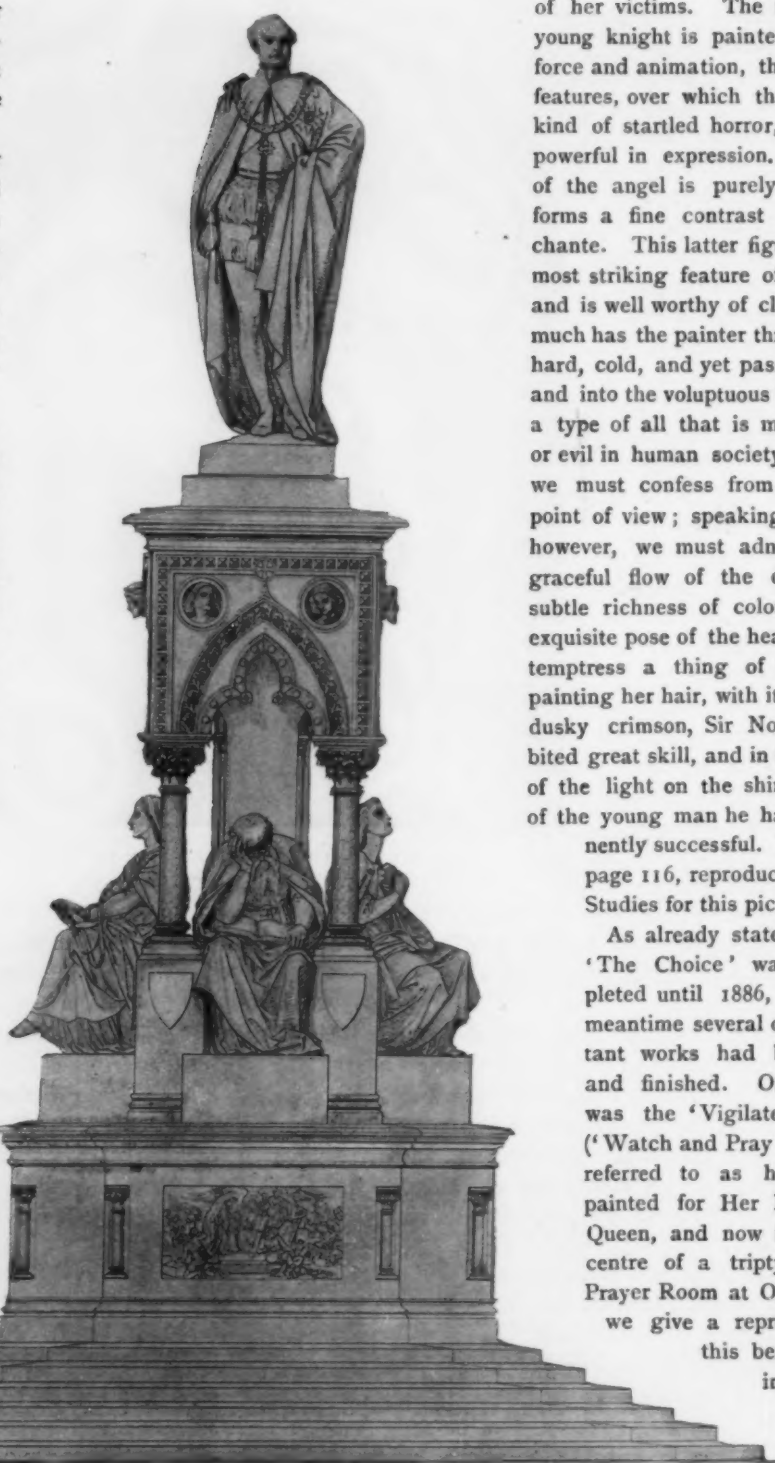 of her victims. The
young knight is painte
force and animation, th
features, over which th
kind of startled horror,
powerful in expression.
of the angel is purely
forms a fine contrast
chante. This latter fig
most striking feature o
and is well worthy of cl
much has the painter th
hard, cold, and yet pas
and into the voluptuous
a type of all that is m
or evil in human society
we must confess from
point of view; speaking
however, we must adm
graceful flow of the
subtle richness of colo
exquisite pose of the hea
temptress a thing of
painting her hair, with it
dusky crimson, Sir No
bited great skill, and in
of the light on the shi
of the young man he ha
nently successful.
page 116, reproduc
Studies for this pic
As already state
‘The Choice’ wa
pleted until 1886,
meantime several o
tant works had
and finished. O
was the ‘Vigilate
(‘Watch and Pray
referred to as h
painted for Her
Queen, and now
centre of a tript
Prayer Room at O
we give a repr
this be
in